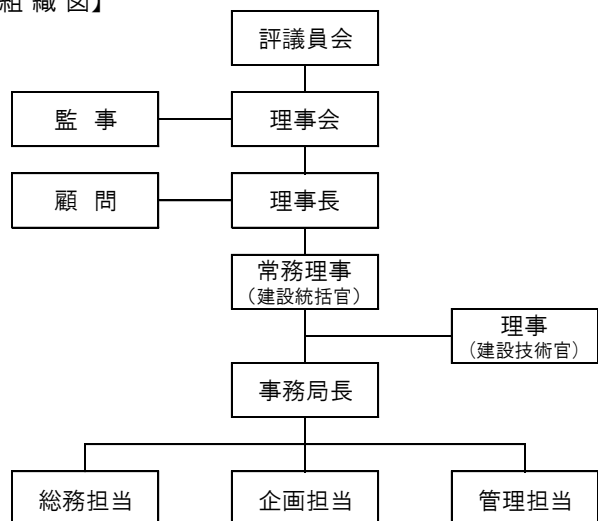 組 織 図】
評議員会
監 事
理事会
顧 問
理事長
常務理事
（建設統括官）
理事
（建設技術官）
事務局長
総務担当
企画担当
管理担当